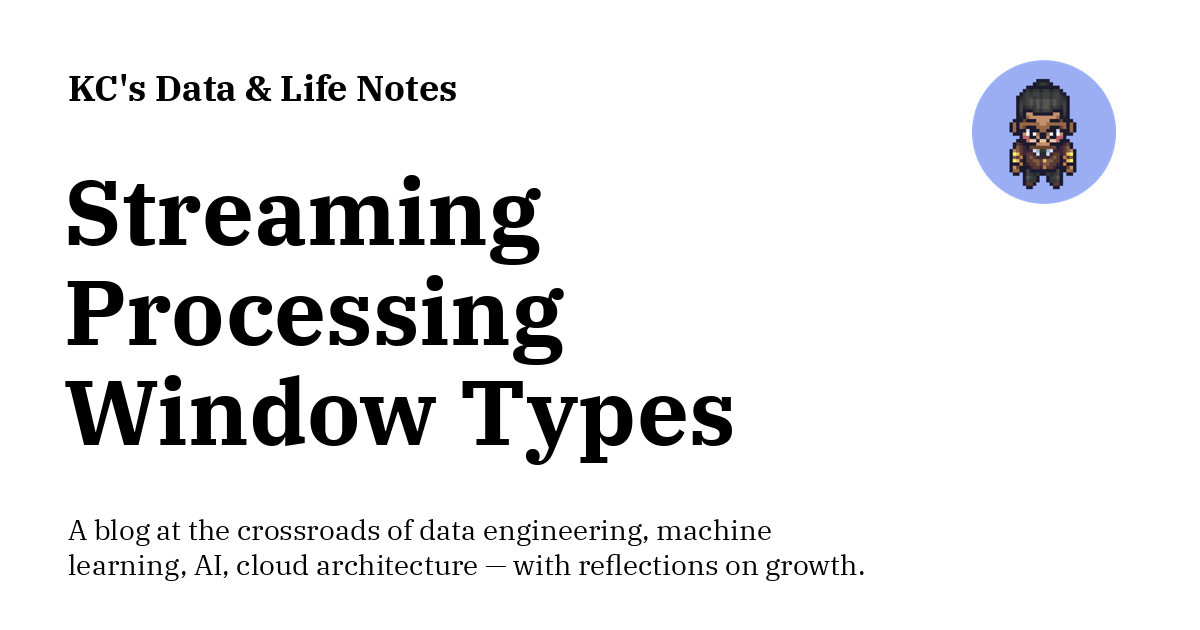 KC's Data & Life Notes
Streaming
Processing
Window Types
A blog at the crossroads of data engineering, machine
learning, AI, cloud architecture — with reflections on growth.